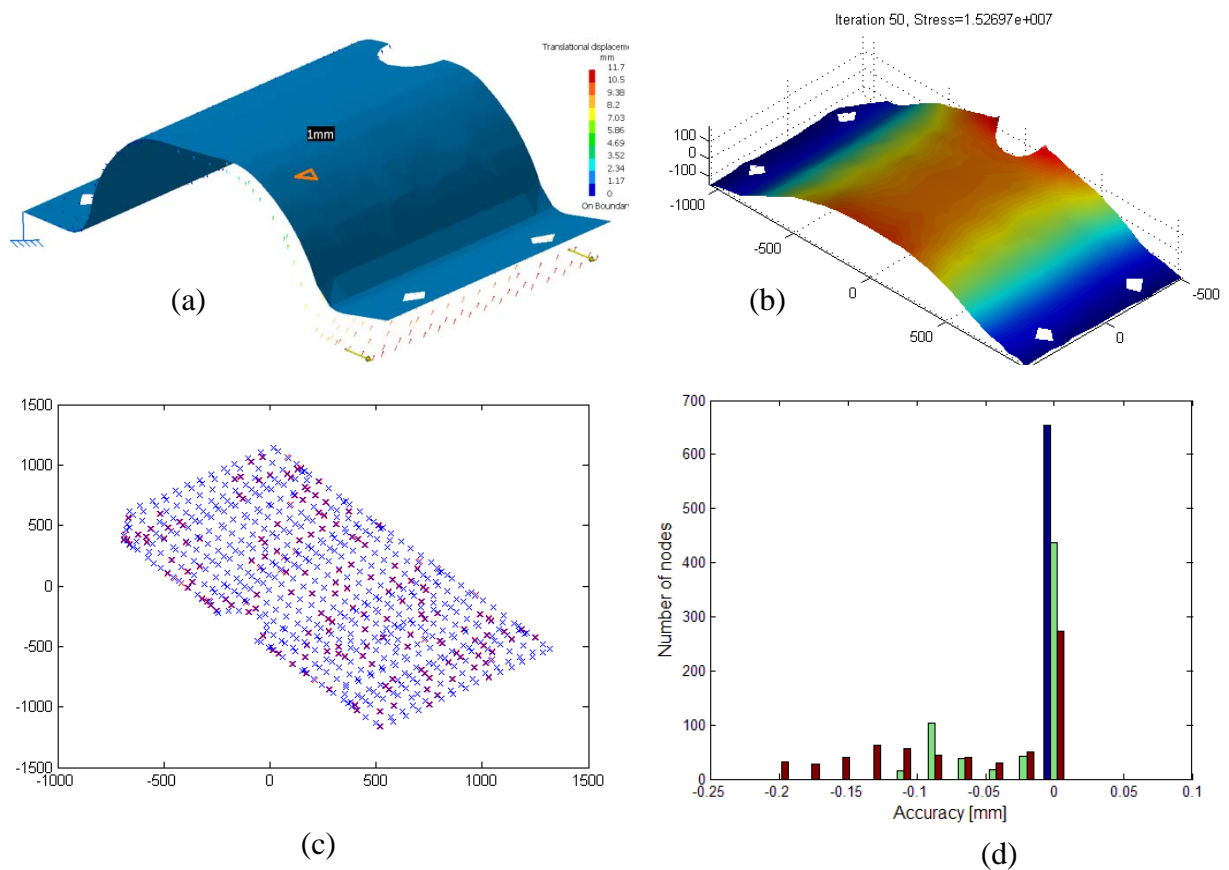 Translational displaceme
mm
11.7
10.5
9.38
8.2
7.03
5.86
4.69
3.52
2.34
1.17
0
On Boundary
1mm
(a)
Iteration 50, Stress=1.52697e+007
100
0
-100
-1000
-500
0
500
-500
0
(b)
1500
1000
500
0
-500
-1000
-1500
-1000 -500 0 500 1000 1500
(c)
700
600
500
400
300
200
100
0
Number of nodes
-0.25 -0.2 -0.15 -0.1 -0.05 0 0.05 0.1
Accuracy [mm]
(d)